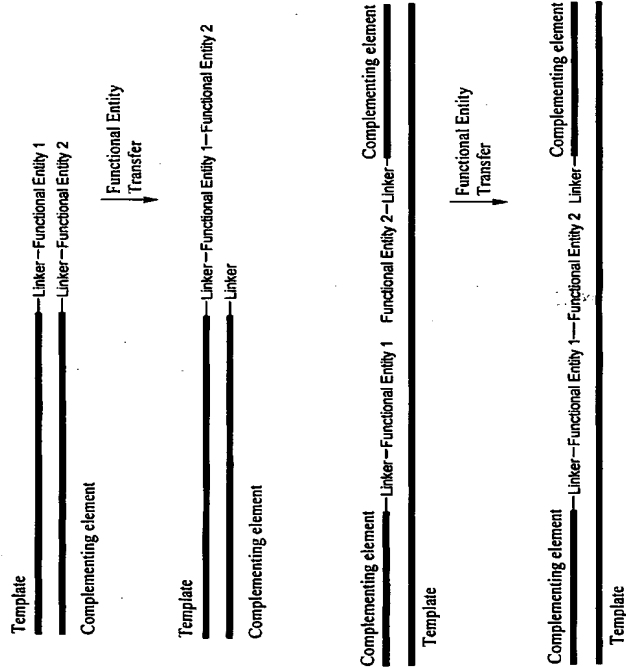 Template
Linker–Functional Entity 1
Linker–Functional Entity 2
Complementing element
Functional Entity
Transfer
Template
Linker–Functional Entity 1–Functional Entity 2
Linker
Complementing element
Complementing element
Linker–Functional Entity 1 Functional Entity 2–Linker
Complementing element
Template
Functional Entity
Transfer
Complementing element
Linker–Functional Entity 1–Functional Entity 2 Linker
Complementing element
Template